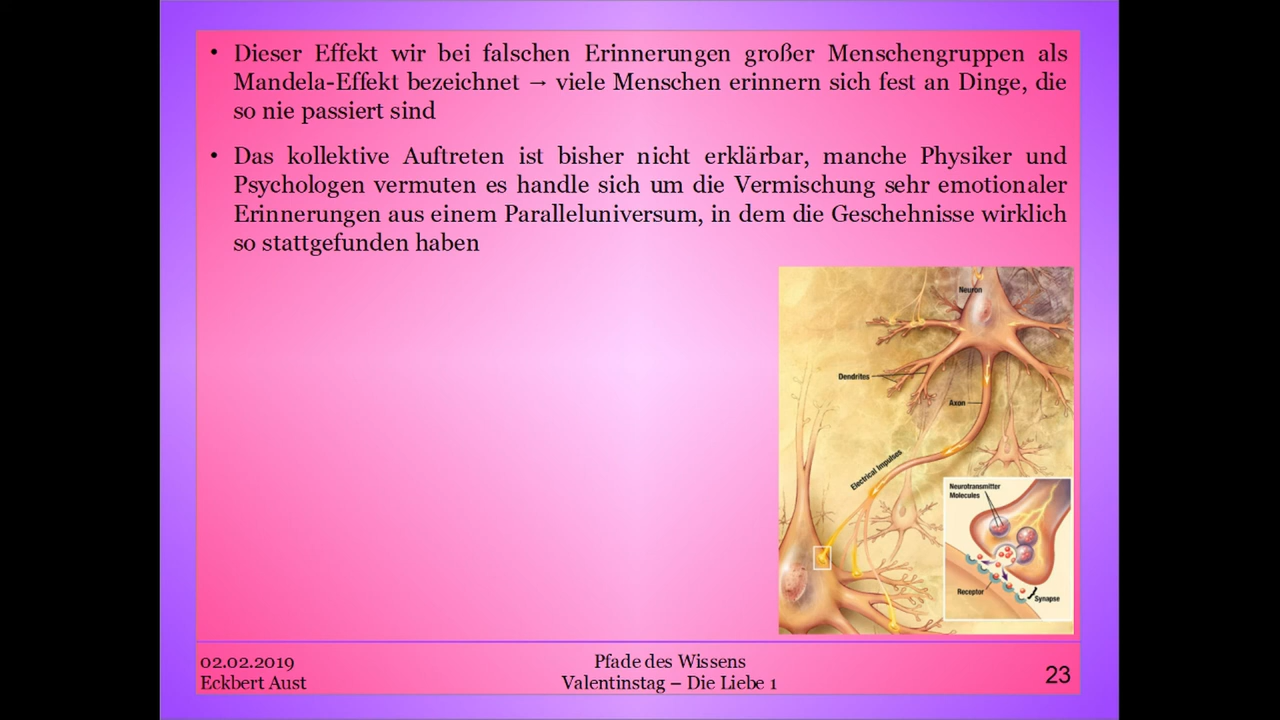 • Dieser Effekt wir bei falschen Erinnerungen großer Menschengruppen als
Mandela-Effekt bezeichnet → viele Menschen erinnern sich fest an Dinge, die
so nie passiert sind
• Das kollektive Auftreten ist bisher nicht erklärbar, manche Physiker und
Psychologen vermuten es handle sich um die Vermischung sehr emotionaler
Erinnerungen aus einem Paralleluniversum, in dem die Geschehnisse wirklich
so stattgefunden haben
Neuron
Dendrites
Axon
Electrical Impulses
Neurotransmitter
Molecules
Receptor
Synapse
02.02.2019
Eckbert Aust
Pfade des Wissens
Valentinstag – Die Liebe 1
23